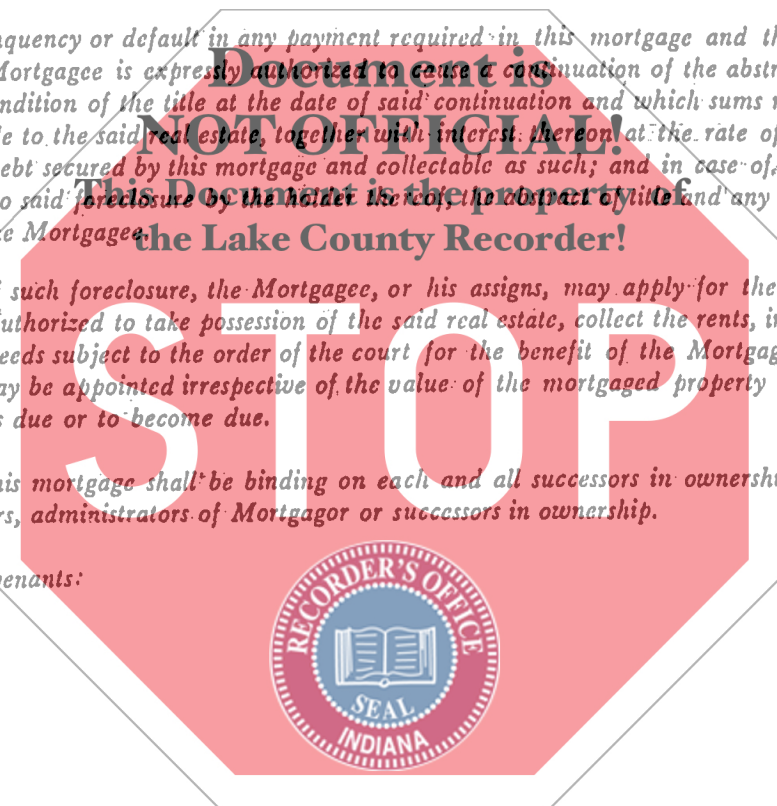 quency or default in any payment required in this mortgage and th
Document is
Mortgagee is expressly authorized to cause a continuation of the abstr
ndition of the title at the date of said continuation and which sums
NOT OFFICIAL!
e to the said real estate, together with interest thereon at the rate of
ebt secured by this mortgage and collectable as such; and in case of
This Document is the property of
o said foreclosure by the holder thereof, the abstract of title and any
e Mortgagee.
the Lake County Recorder!
such foreclosure, the Mortgagee, or his assigns, may apply for the
uthorized to take possession of the said real estate, collect the rents, i
eeds subject to the order of the court for the benefit of the Mortgag
ay be appointed irrespective of the value of the mortgaged property
s due or to become due.
STOP
is mortgage shall be binding on each and all successors in ownersh
rs, administrators of Mortgagor or successors in ownership.
enants:
RECORDER'S OFFICE
SEAL
INDIANA